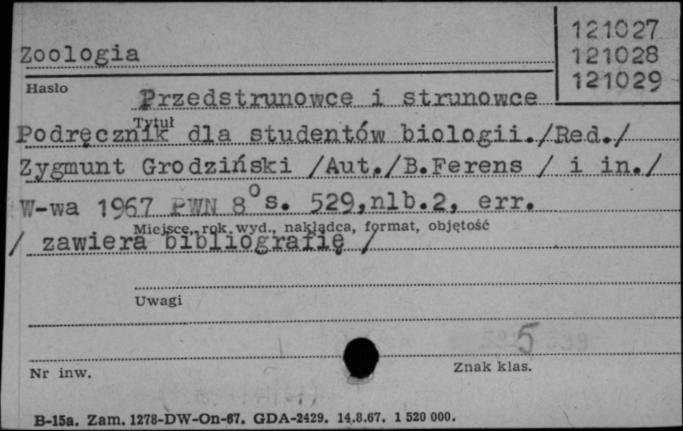 121027
Zoologia 121028
Hasło 121029
Przedstrunowce i strunowce
Tytuł
Podręcznik dla studentów biologii./Red./
Zygmunt Grodziński /Aut./B.Ferens / i in./
W-wa 1967 PWN 8° s. 529,nlb.2, err.
Miejsce, rok wyd., nakładca, format, objętość
/ zawiera bibliografię /
Uwagi
5
Nr inw. Znak klas.
B-15a. Zam. 1278-DW-On-67. GDA-2429. 14.8.67. 1 520 000.